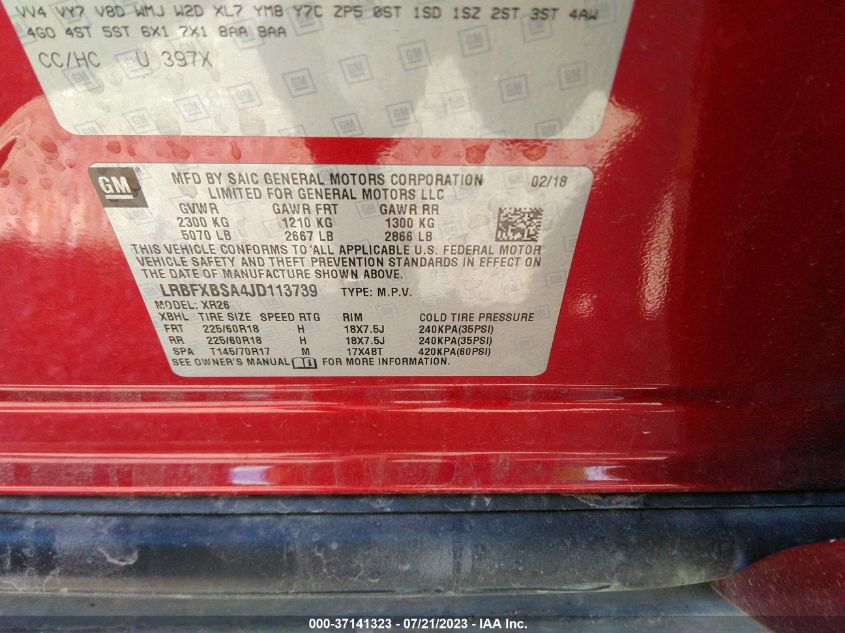 VV4 VY7 V8D WMJ W2D XL7 YM8 Y7C ZP5 0ST 1SD 1SZ 2ST 3ST 4AW
4G0 4ST 5ST 6X1 7X1 8AA 9AA
CC/HC U 397X
GM
MFD BY SAIC GENERAL MOTORS CORPORATION 02/18
LIMITED FOR GENERAL MOTORS LLC
GVWR GAWR FRT GAWR RR
2300 KG 1210 KG 1300 KG
5070 LB 2667 LB 2866 LB
THIS VEHICLE CONFORMS TO ALL APPLICABLE U.S. FEDERAL MOTOR
VEHICLE SAFETY AND THEFT PREVENTION STANDARDS IN EFFECT ON
THE DATE OF MANUFACTURE SHOWN ABOVE.
LRBFXBSA4JD113739 TYPE: M.P.V.
MODEL: XR26
XBHL TIRE SIZE SPEED RTG RIM COLD TIRE PRESSURE
FRT 225/60R18 H 18X7.5J 240KPA(35PSI)
RR 225/60R18 H 18X7.5J 240KPA(35PSI)
SPA T145/70R17 M 17X4BT 420KPA(60PSI)
SEE OWNER'S MANUAL FOR MORE INFORMATION
000-37141323 - 07/21/2023 - IAA Inc.